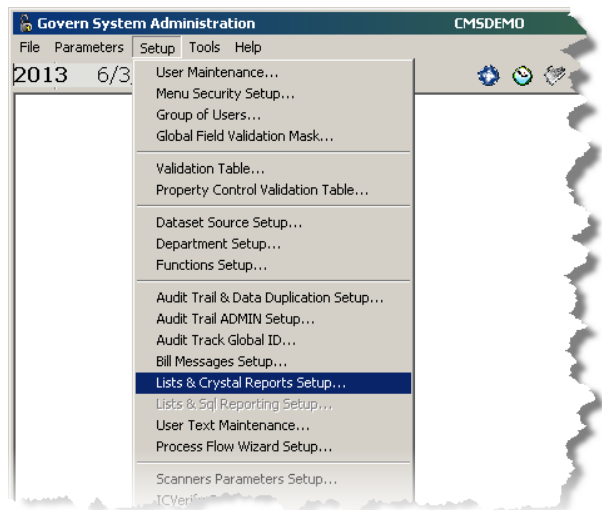 Govern System Administration CMSDEMO
File Parameters Setup Tools Help
2013 6/3
User Maintenance...
Menu Security Setup...
Group of Users...
Global Field Validation Mask...
Validation Table...
Property Control Validation Table...
Dataset Source Setup...
Department Setup...
Functions Setup...
Audit Trail & Data Duplication Setup...
Audit Trail ADMIN Setup...
Audit Track Global ID...
Bill Messages Setup...
Lists & Crystal Reports Setup...
Lists & Sql Reporting Setup...
User Text Maintenance...
Process Flow Wizard Setup...
Scanners Parameters Setup...